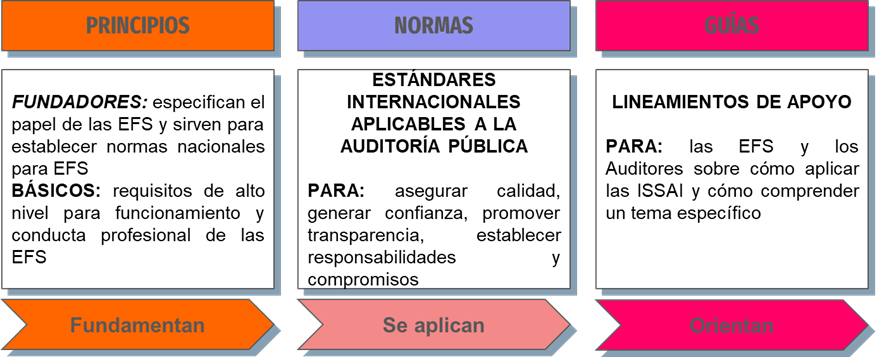 PRINCIPIOS
FUNDADORES: especifican el
papel de las EFS y sirven para
establecer normas nacionales
para EFS
BÁSICOS: requisitos de alto
nivel para funcionamiento y
conducta profesional de las
EFS
Fundamentan
NORMAS
ESTÁNDARES
INTERNACIONALES
APLICABLES A LA
AUDITORÍA PÚBLICA
PARA: asegurar calidad,
generar confianza, promover
transparencia, establecer
responsabilidades y
compromisos
Se aplican
GUÍAS
LINEAMIENTOS DE APOYO
PARA: las EFS y los
Auditores sobre cómo aplicar
las ISSAI y cómo comprender
un tema específico
Orientan